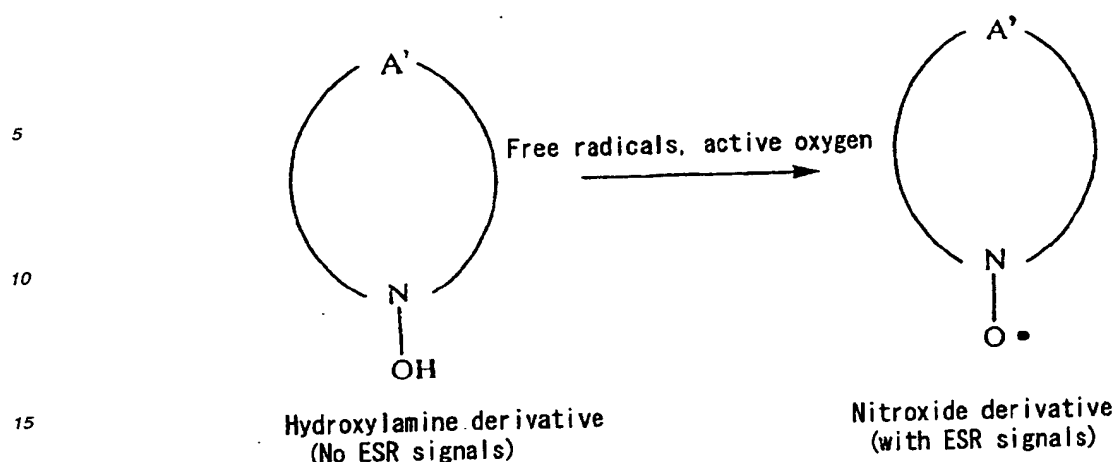 A' A'
5
Free radicals, active oxygen
10
N N
OH O•
15
Hydroxylamine derivative Nitroxide derivative
(No ESR signals) (with ESR signals)